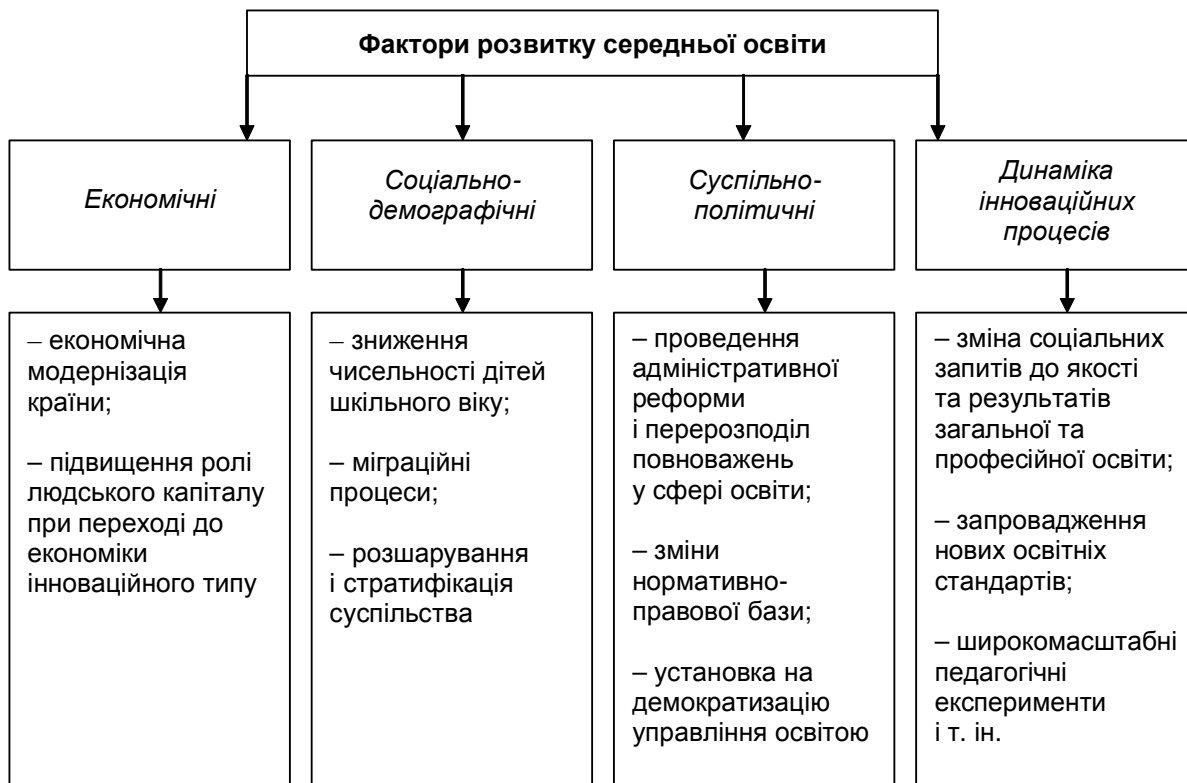 Фактори розвитку середньої освіти
Економічні
Соціально-
демографічні
Суспільно-
політичні
Динаміка
інноваційних
процесів
– економічна
модернізація
країни;
– підвищення ролі
людського капіталу
при переході до
економіки
інноваційного типу
– зниження
чисельності дітей
шкільного віку;
– міграційні
процеси;
– розшарування
і стратифікація
суспільства
– проведення
адміністративної
реформи
і перерозподіл
повноважень
у сфері освіти;
– зміни
нормативно-
правової бази;
– установка на
демократизацію
управління освітою
– зміна соціальних
запитів до якості
та результатів
загальної та
професійної освіти;
– запровадження
нових освітніх
стандартів;
– широкомасштабні
педагогічні
експерименти
і т. ін.